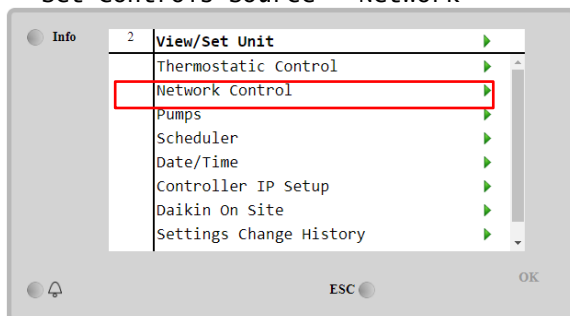 Set Controls Source - Network
Info
2 View/Set Unit
Thermostatic Control
Network Control
Pumps
Scheduler
Date/Time
Controller IP Setup
Daikin On Site
Settings Change History
OK
ESC